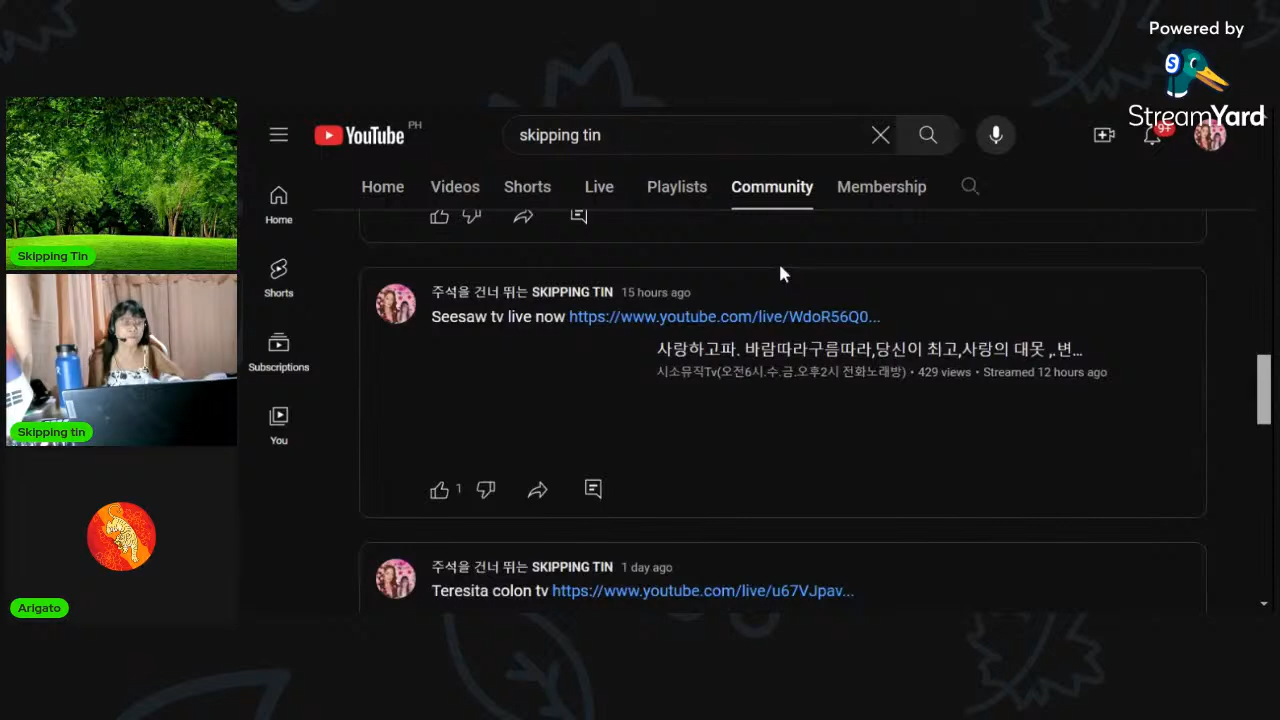 Powered by
StreamYard
YouTube PH
skipping tin
9+
Home
Videos
Shorts
Live
Playlists
Community
Membership
Home
Shorts
Subscriptions
You
Skipping Tin
Skipping tin
Arigato
주석을 건너 뛰는 SKIPPING TIN 15 hours ago
Seesaw tv live now https://www.youtube.com/live/WdoR56Q0...
사랑하고파. 바람따라구름따라,당신이 최고,사랑의 대못 ,.변...
시소뮤직Tv(오전6시.수.금.오후2시 전화노래방) • 429 views • Streamed 12 hours ago
1
주석을 건너 뛰는 SKIPPING TIN 1 day ago
Teresita colon tv https://www.youtube.com/live/u67VJpav...